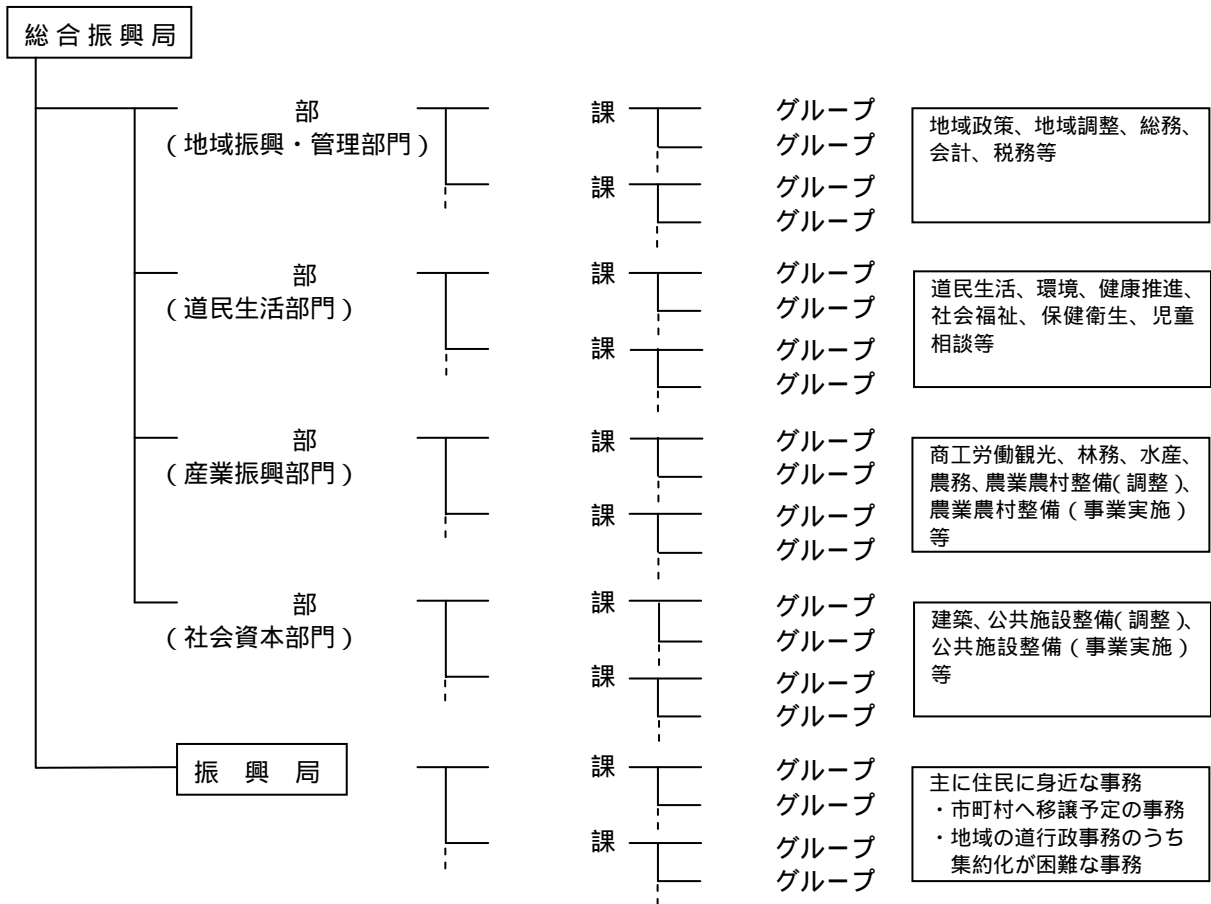 総合振興局
部 課 グループ
(地域振興・管理部門) グループ
課 グループ
グループ
地域政策、地域調整、総務、
会計、税務等
部 課 グループ
(道民生活部門) グループ
課 グループ
グループ
道民生活、環境、健康推進、
社会福祉、保健衛生、児童
相談等
部 課 グループ
(産業振興部門) グループ
課 グループ
グループ
商工労働観光、林務、水産、
農務、農業農村整備(調整)、
農業農村整備(事業実施)
等
部 課 グループ
(社会資本部門) グループ
課 グループ
グループ
建築、公共施設整備(調整)、
公共施設整備(事業実施)
等
振興局 課 グループ
グループ
課 グループ
グループ
主に住民に身近な事務
・市町村へ移譲予定の事務
・地域の道行政事務のうち
集約化が困難な事務